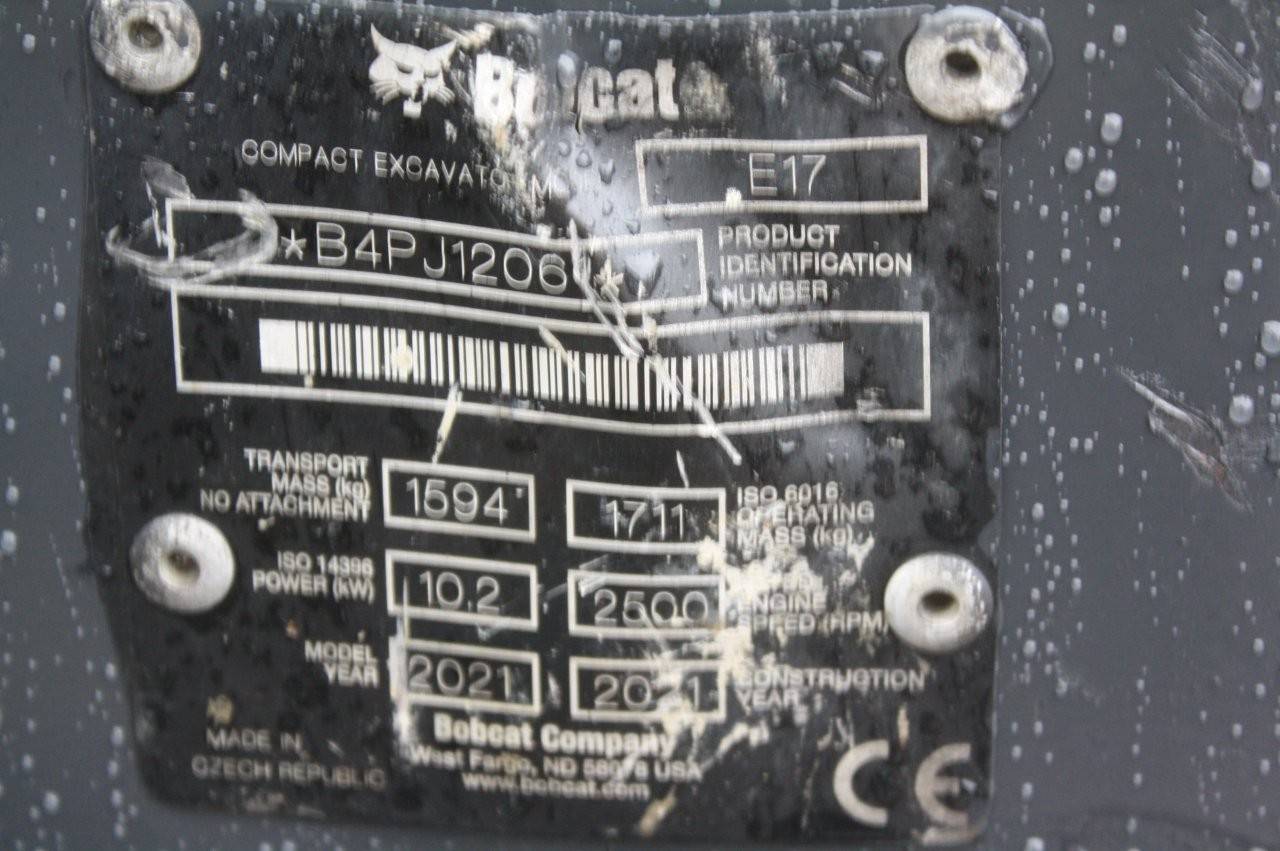 Bobcat
COMPACT EXCAVATOR
E17
PRODUCT
IDENTIFICATION
NUMBER
TRANSPORT
MASS (kg)
NO ATTACHMENT
1594
1711
ISO 6016
OPERATING
MASS (kg)
ISO 14396
POWER (kW)
10.2
2500
ENGINE
SPEED (RPM)
MODEL
YEAR
2021
2021
CONSTRUCTION
YEAR
Bobcat Company
West Fargo, ND 58078 USA
www.bobcat.com
MADE IN
CZECH REPUBLIC
CE